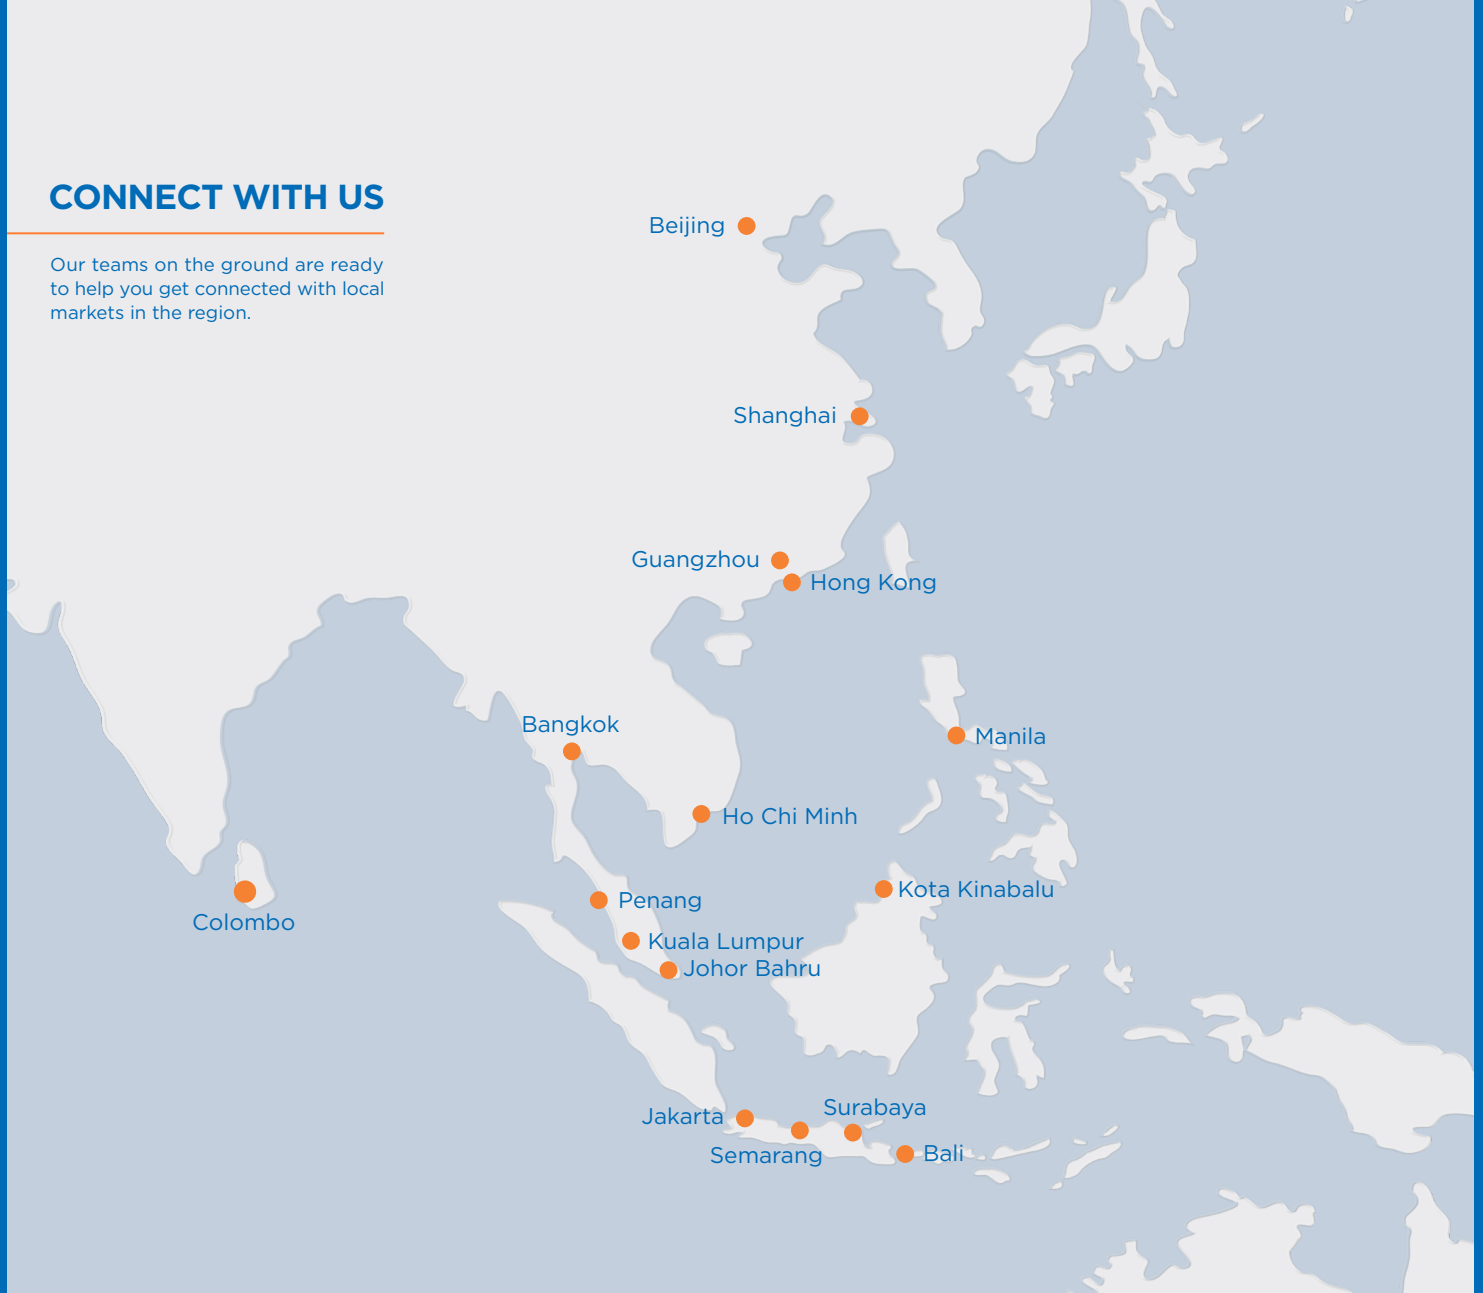 CONNECT WITH US
Our teams on the ground are ready
to help you get connected with local
markets in the region.
Beijing
Shanghai
Guangzhou
Hong Kong
Bangkok
Manila
Ho Chi Minh
Kota Kinabalu
Penang
Colombo
Kuala Lumpur
Johor Bahru
Surabaya
Jakarta
Semarang
Bali